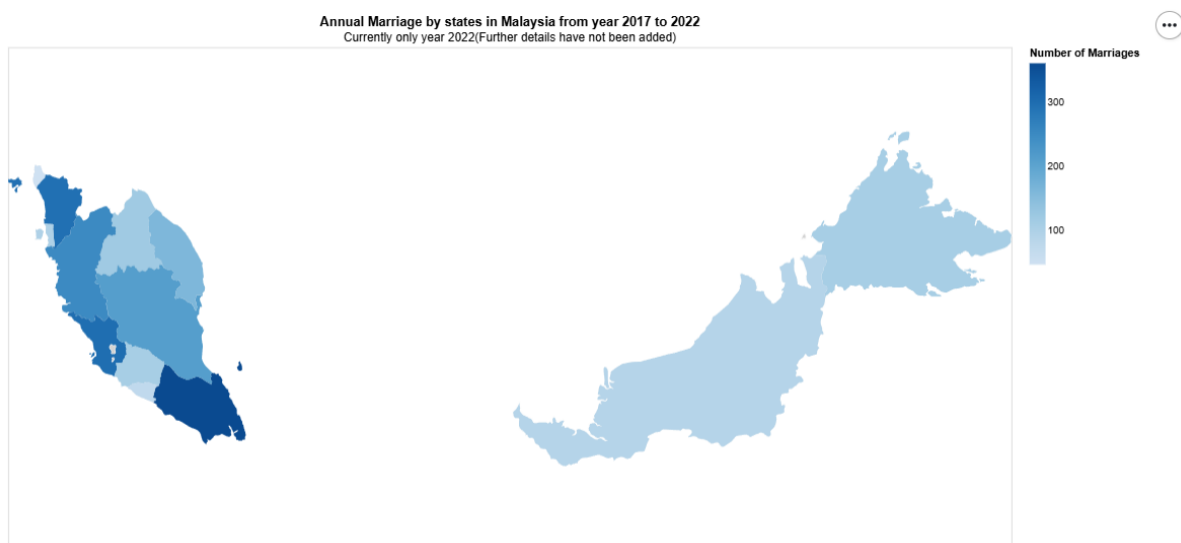 Annual Marriage by states in Malaysia from year 2017 to 2022
Currently only year 2022(Further details have not been added)
Number of Marriages
300
200
100